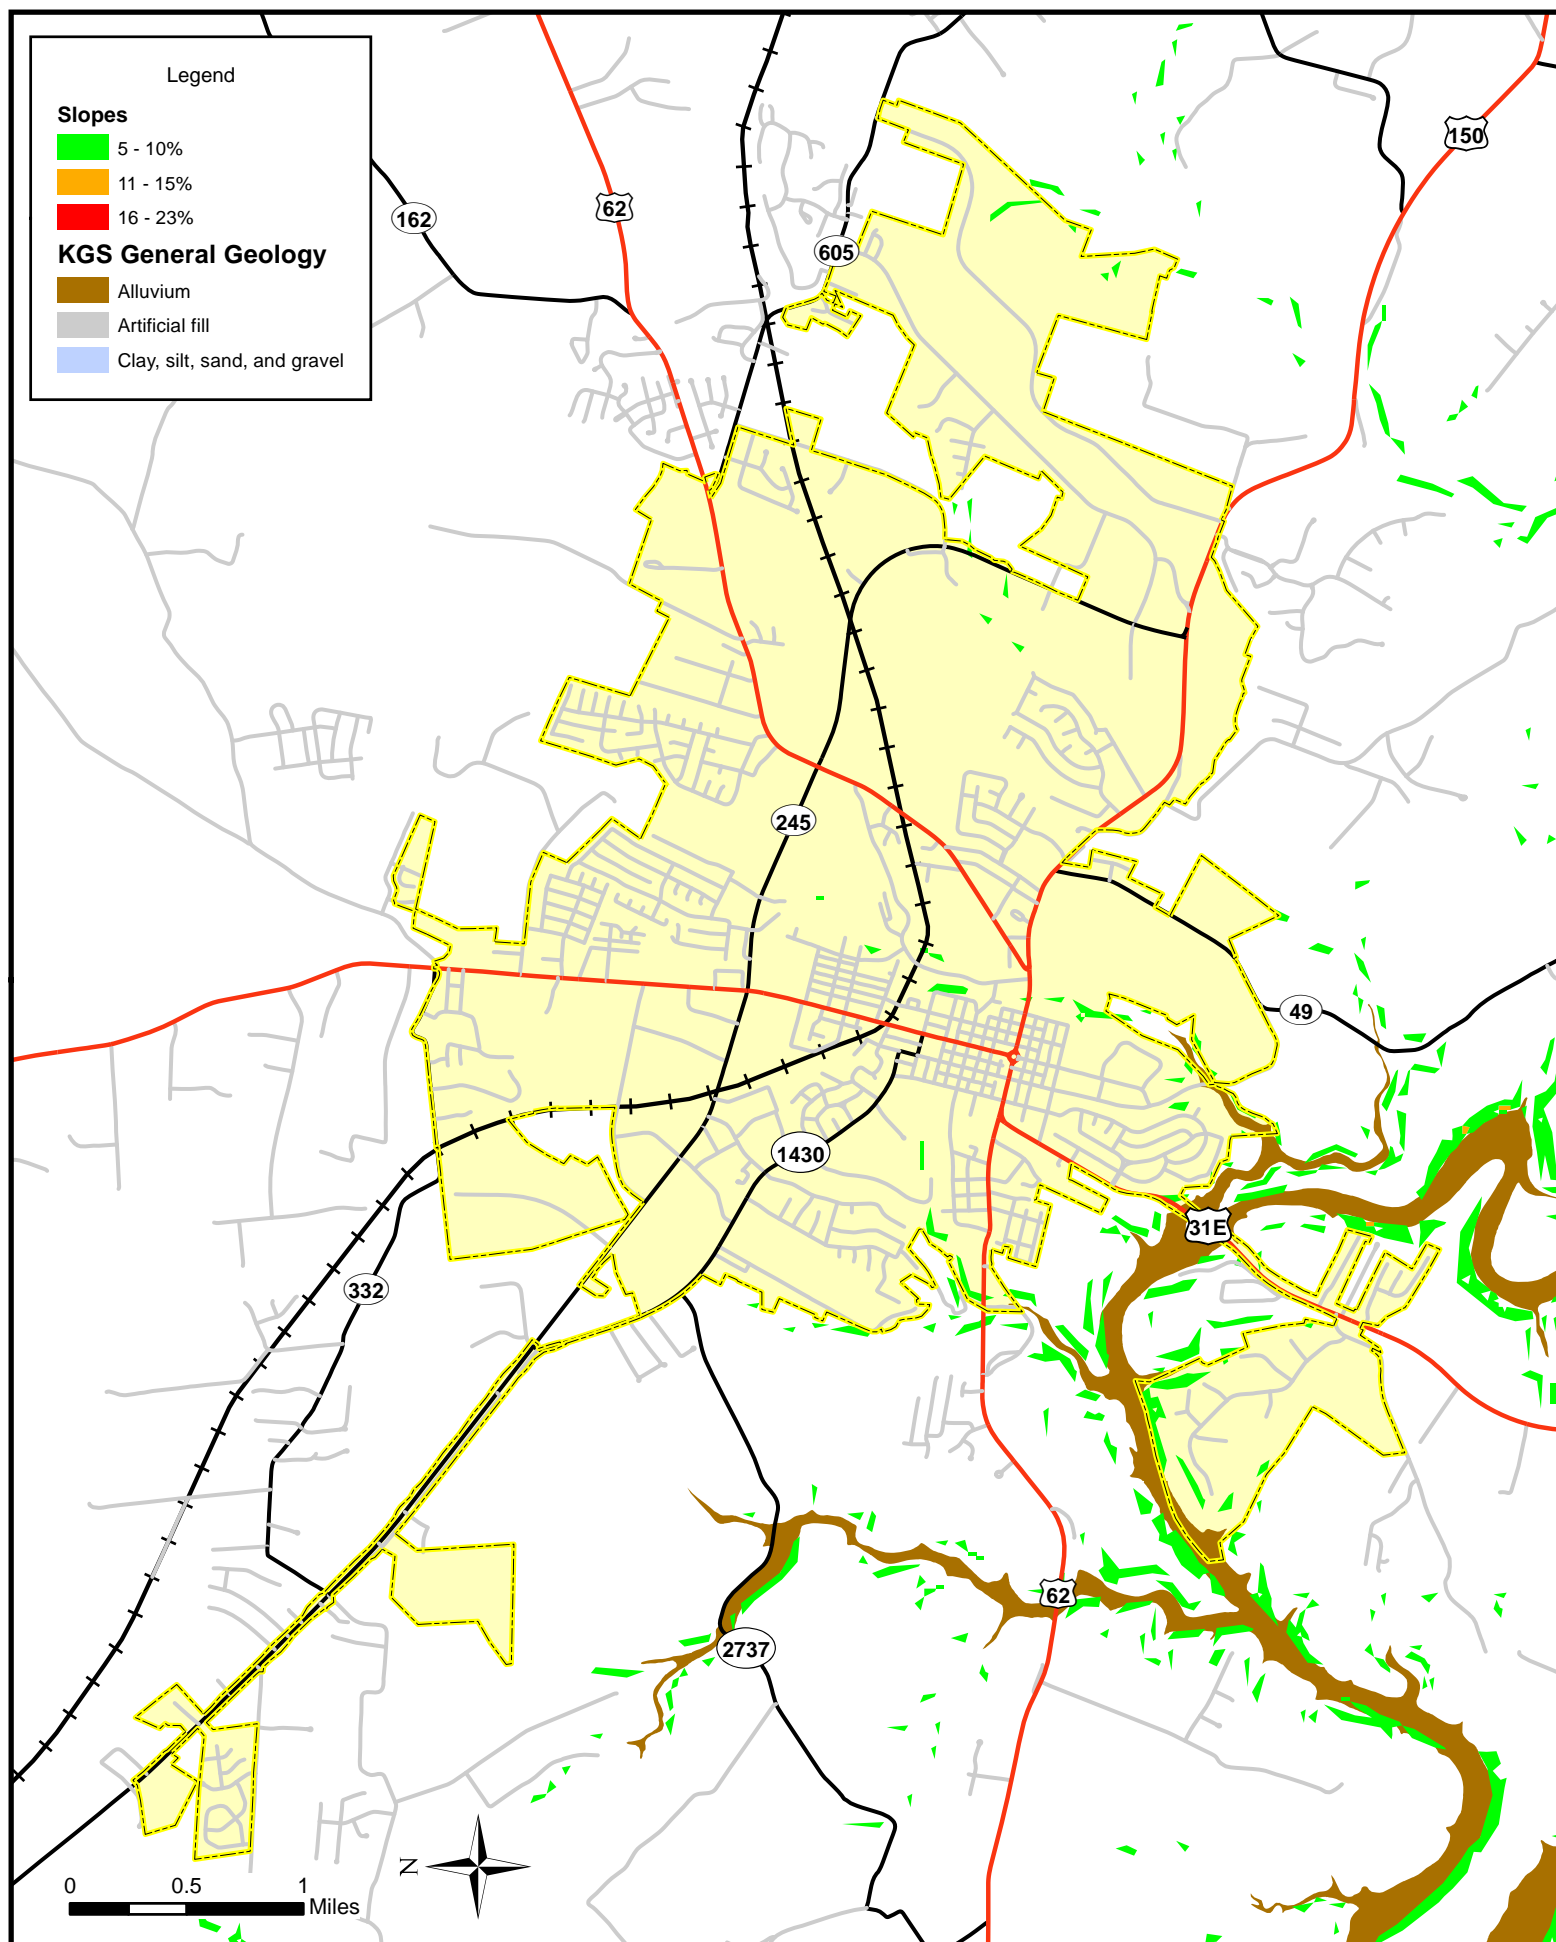 Legend
Slopes
5 - 10%
11 - 15%
16 - 23%
KGS General Geology
Alluvium
Artificial fill
Clay, silt, sand, and gravel
150
162
62
605
245
49
1430
31E
332
62
2737
N
0 0.5 1
Miles